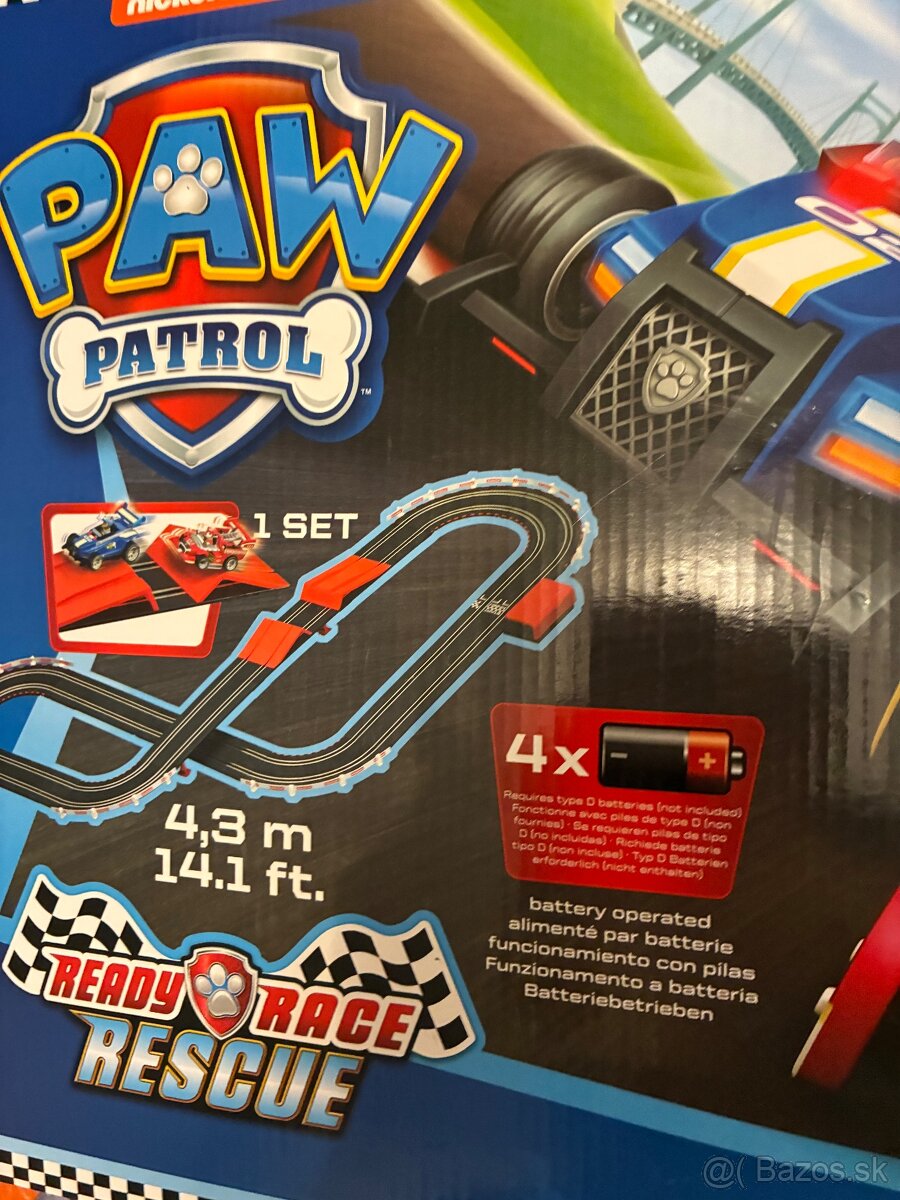 PAW
PATROL
TM
1 SET
02
4x
- +
Requires type D batteries (not included)
Fonctionne avec piles de type D (non
fournies) · Se requieren pilas de tipo
D (no incluidas) · Richiede batterie
tipo D (non incluse) · Typ D Batterien
erforderlich (nicht enthalten)
4,3 m
14.1 ft.
battery operated
alimenté par batterie
funcionamiento con pilas
Funzionamento a batteria
Batteriebetrieben
READY RACE
RESCUE
@( Bazos.sk